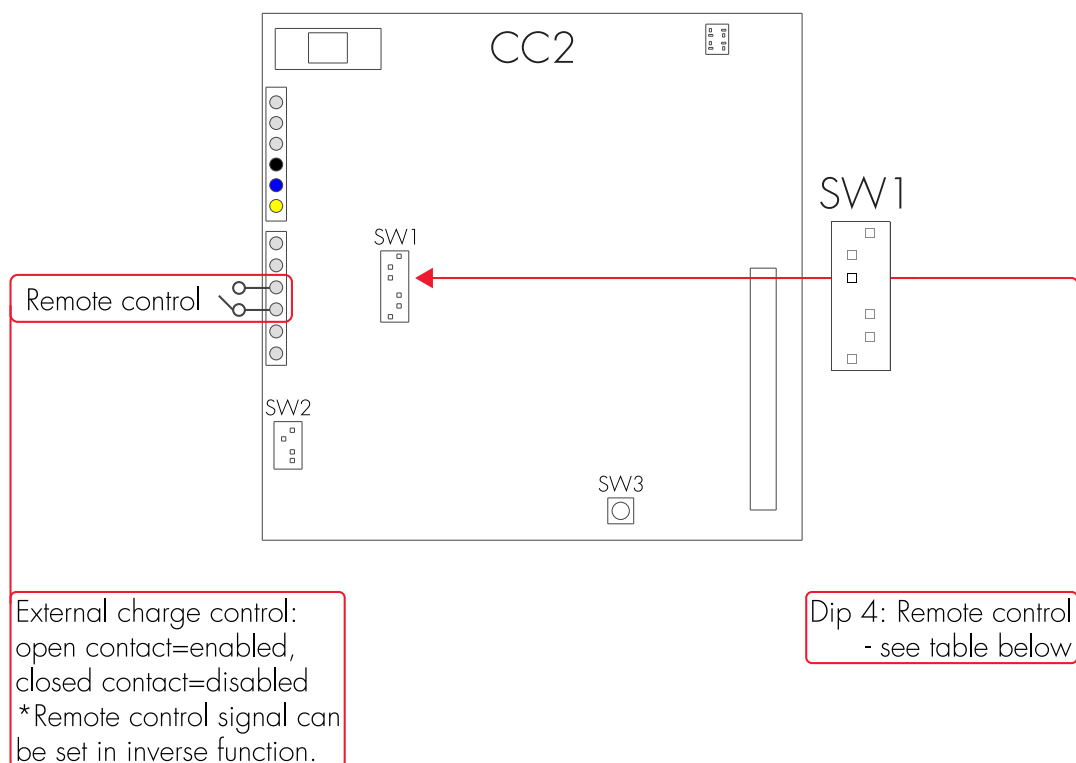 CC2
SW1
SW1
Remote control
SW2
SW3
External charge control:
open contact=enabled,
closed contact=disabled
*Remote control signal can
be set in inverse function.
Dip 4: Remote control
- see table below